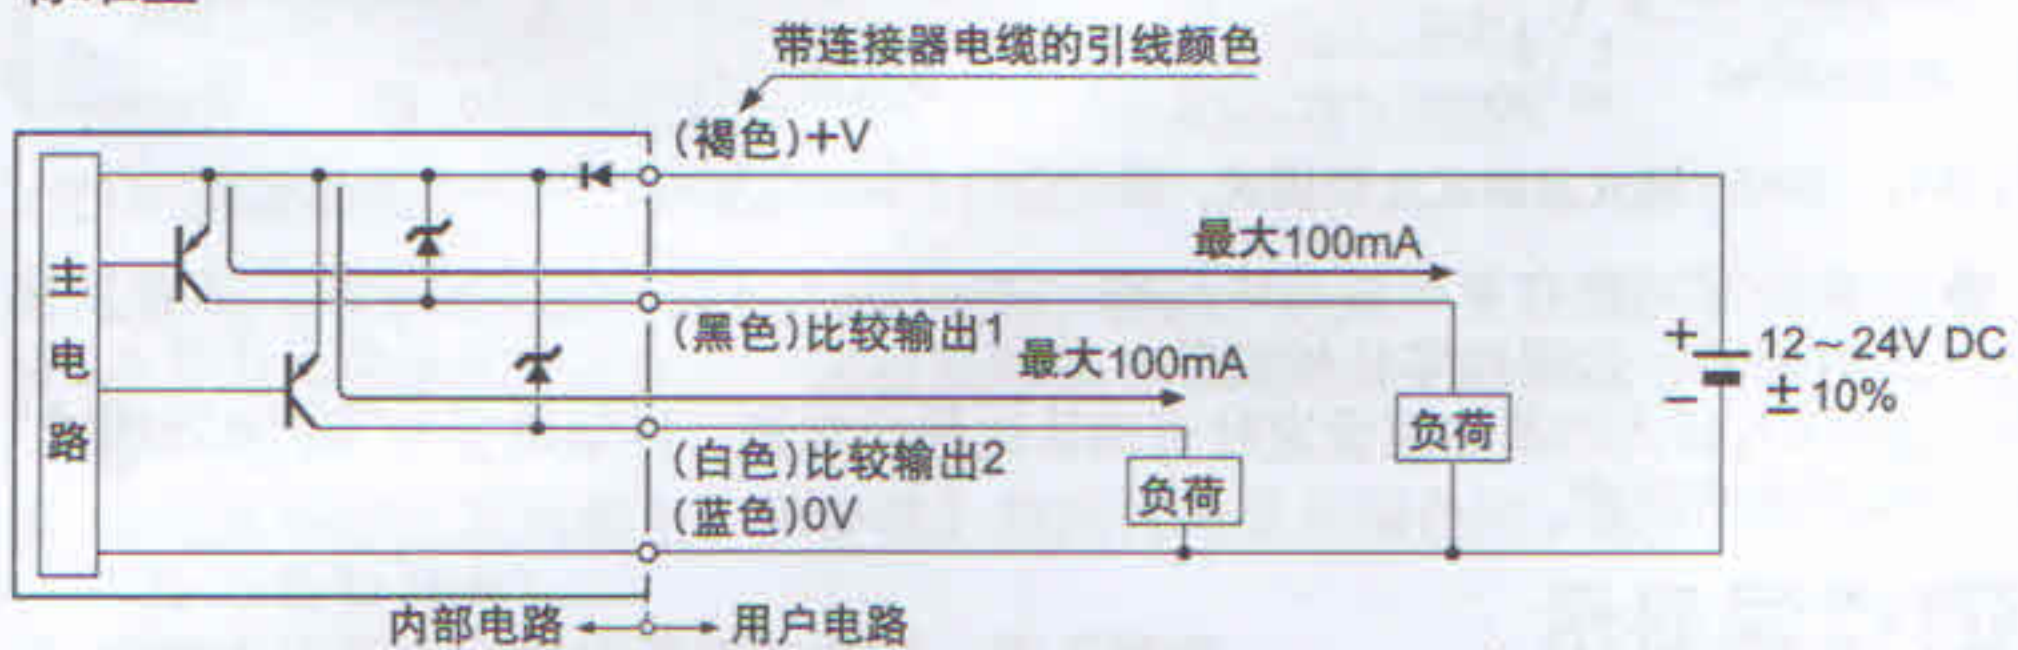 带连接器电缆的引线颜色
(褐色)+V
最大100mA
主电路
(黑色)比较输出1
最大100mA
+
12～24V DC
－
±10%
负荷
(白色)比较输出2
负荷
(蓝色)0V
内部电路
用户电路